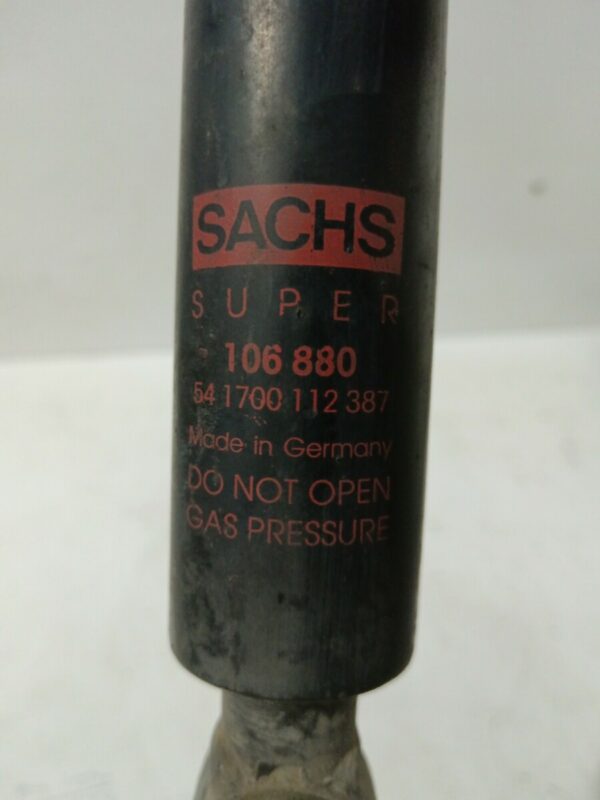 SACHS
SUPER
106 880
54 1700 112 387
Made in Germany
DO NOT OPEN
GAS PRESSURE